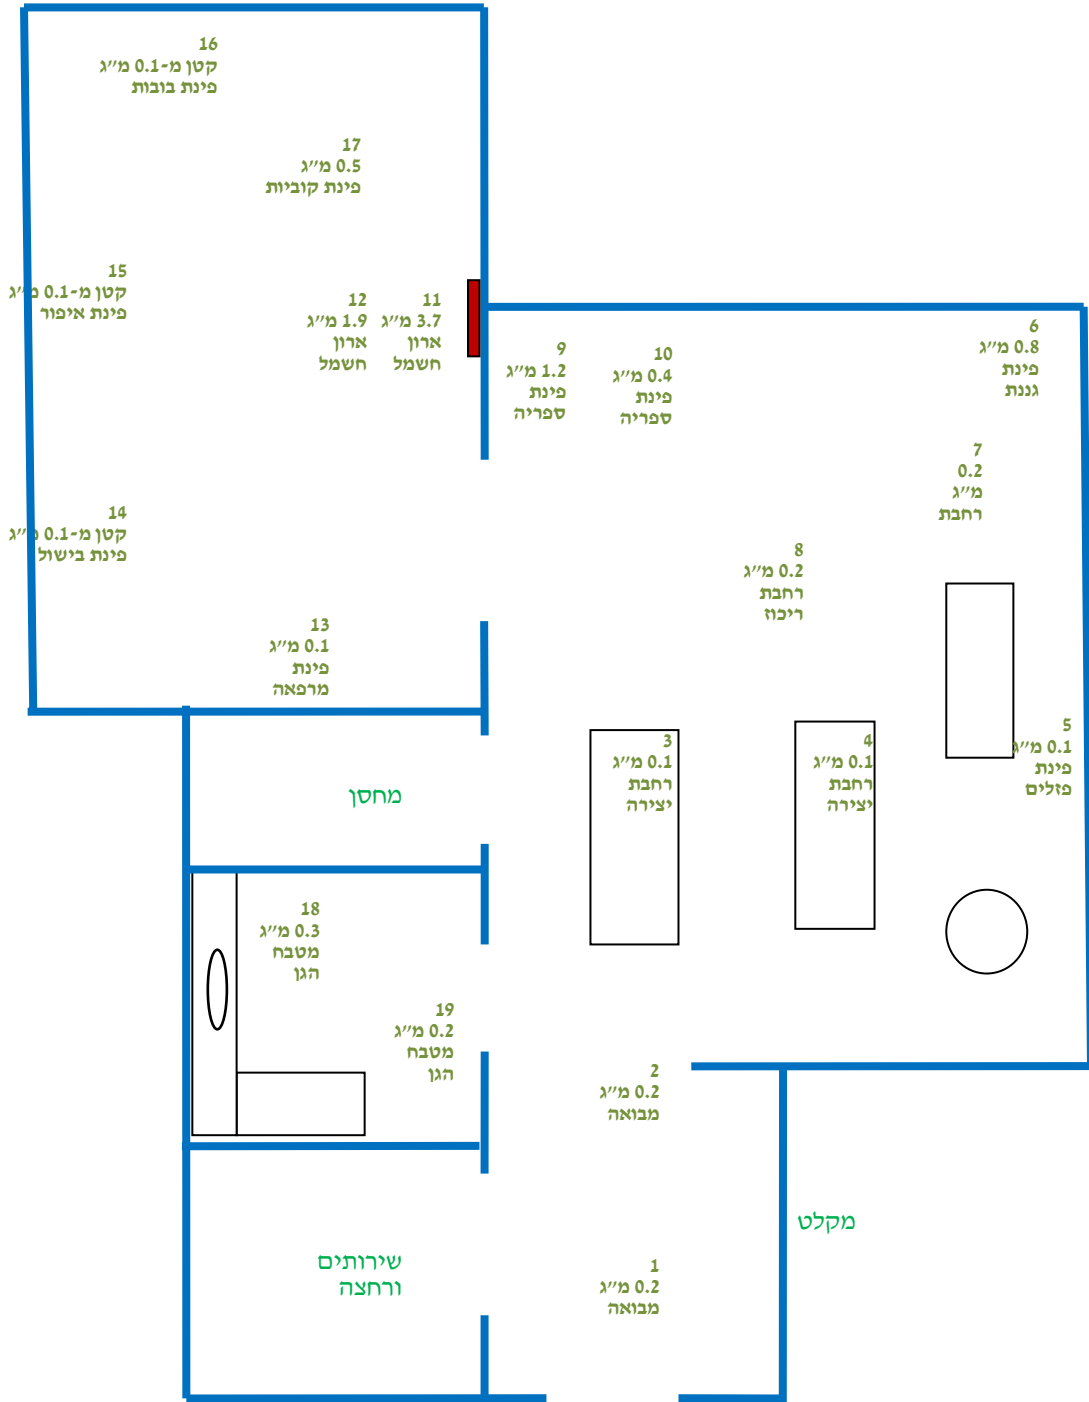 16
קטן מ-0.1 מ״ג
פינת בובות
17
0.5 מ״ג
פינת קוביות
15
קטן מ-0.1 מ״ג
פינת איפור
12
1.9 מ״ג
ארון
חשמל
11
3.7 מ״ג
ארון
חשמל
9
1.2 מ״ג
פינת
ספריה
10
0.4 מ״ג
פינת
ספריה
6
0.8 מ״ג
פינת
גננת
7
0.2
מ״ג
רחבת
8
0.2 מ״ג
רחבת
ריכוז
14
קטן מ-0.1 מ״ג
פינת בישול
13
0.1 מ״ג
פינת
מרפאה
3
0.1 מ״ג
רחבת
יצירה
4
0.1 מ״ג
רחבת
יצירה
5
0.1 מ״ג
פינת
פזלים
מחסן
18
0.3 מ״ג
מטבח
הגן
19
0.2 מ״ג
מטבח
הגן
2
0.2 מ״ג
מבואה
מקלט
שירותים
ורחצה
1
0.2 מ״ג
מבואה